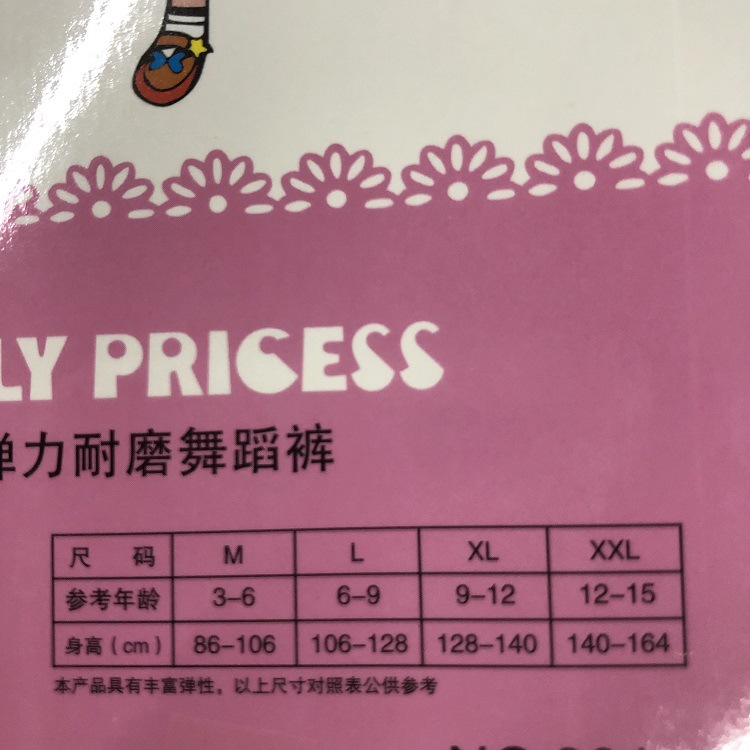 LY PRICESS
弹力耐磨舞蹈裤
尺 码 M L XL XXL
参考年龄 3–6 6–9 9–12 12–15
身高(cm) 86–106 106–128 128–140 140–164
本产品具有丰富弹性。以上尺寸对照表公供参考